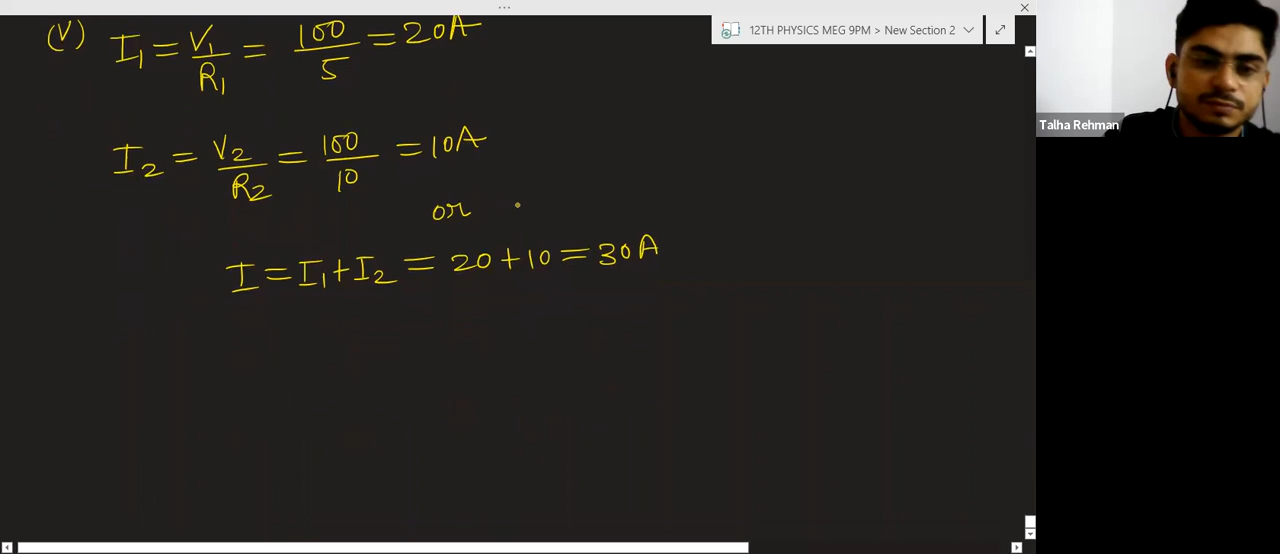 12TH PHYSICS MEG 9PM > New Section 2
(V) I₁ = V₁/R₁ = 100/5 = 20A
I₂ = V₂/R₂ = 100/10 = 10A
or
I = I₁ + I₂ = 20 + 10 = 30A
Talha Rehman